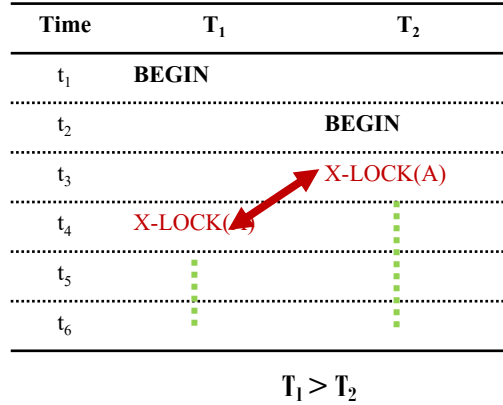 Time T₁ T₂
t₁ BEGIN
t₂ BEGIN
t₃ X-LOCK(A)
t₄ X-LOCK(A)
t₅
t₆
T₁ > T₂